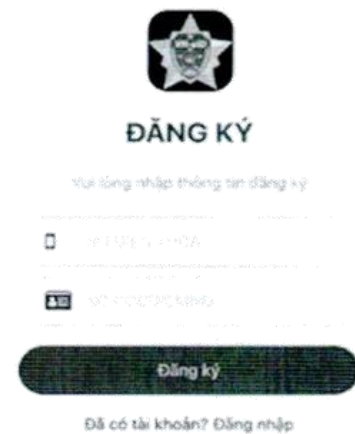 ĐĂNG KÝ
Vui lòng nhập thông tin đăng ký
Đăng ký
Đã có tài khoản? Đăng nhập